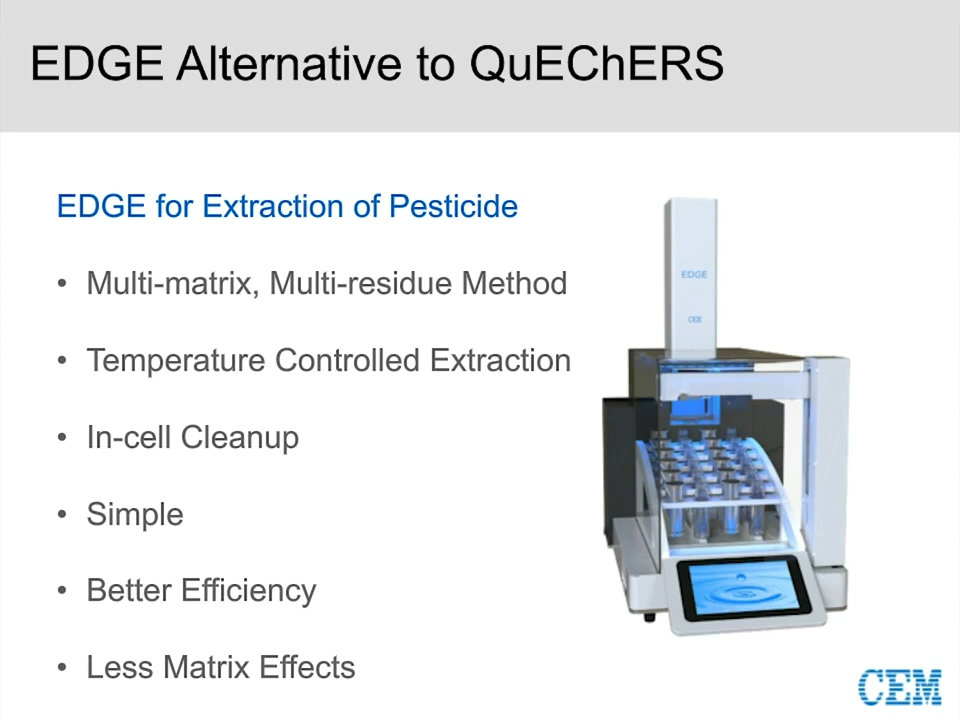 EDGE Alternative to QuEChERS
EDGE for Extraction of Pesticide
• Multi-matrix, Multi-residue Method
• Temperature Controlled Extraction
• In-cell Cleanup
• Simple
• Better Efficiency
• Less Matrix Effects
EDGE
CEM
CEM